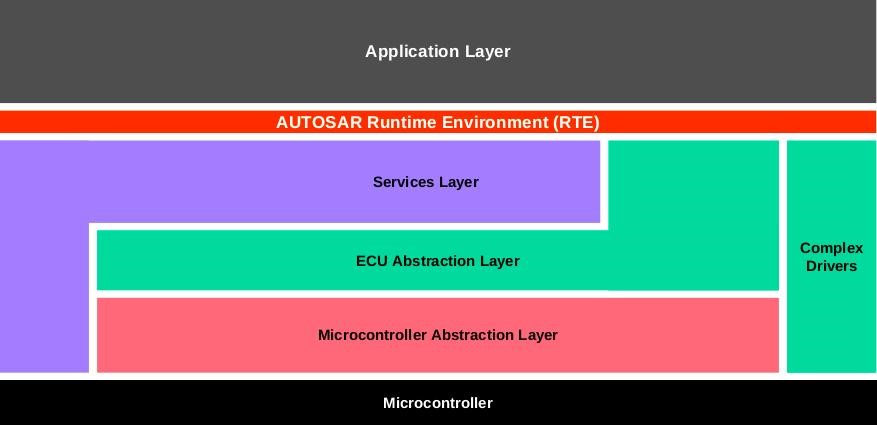 Application Layer
AUTOSAR Runtime Environment (RTE)
Services Layer
ECU Abstraction Layer
Complex
Drivers
Microcontroller Abstraction Layer
Microcontroller